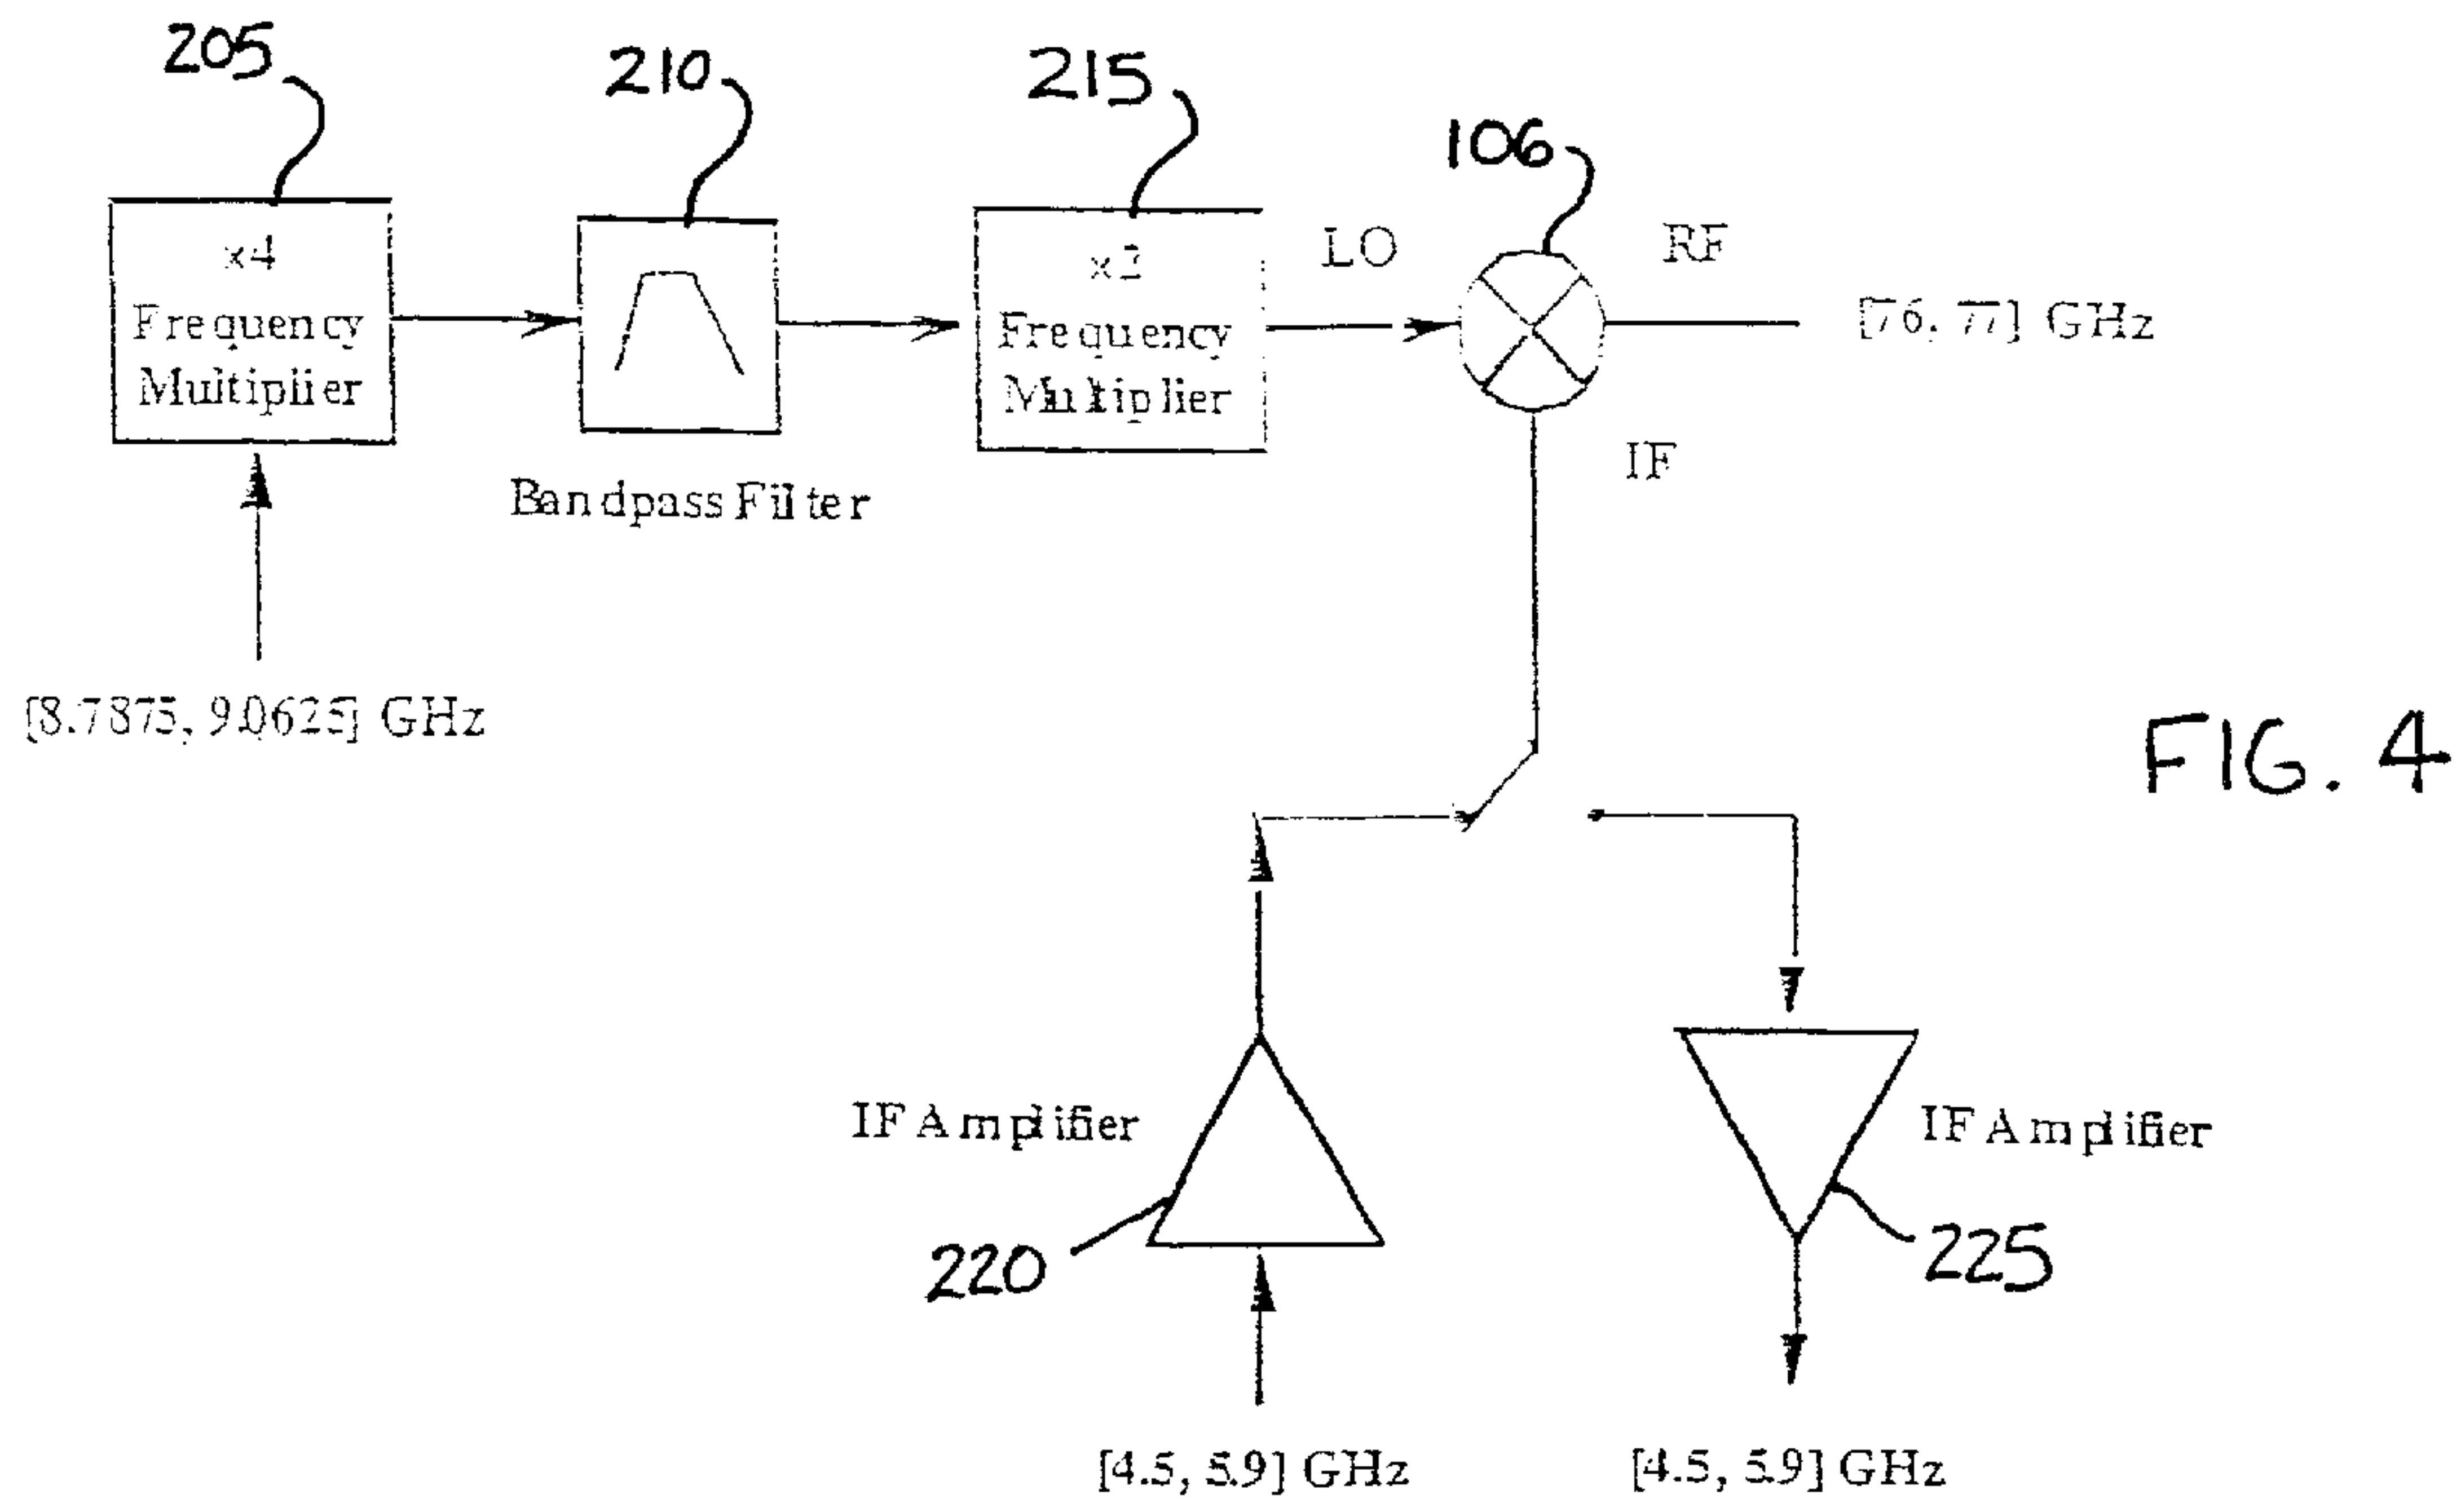 205
210
215
106
x4
Frequency
Multiplier
x2
Frequency
Multiplier
LO
RF
[76, 77] GHz
IF
Bandpass Filter
[8.7875, 9.0625] GHz
FIG. 4
IF Amplifier
IF Amplifier
220
225
[4.5, 5.9] GHz
[4.5, 5.9] GHz